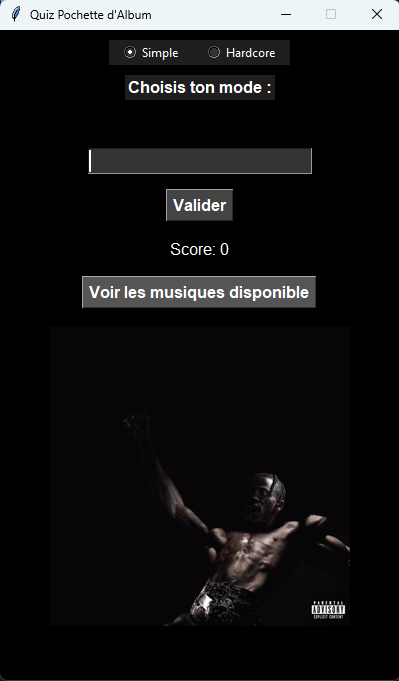 Quiz Pochette d'Album
Simple Hardcore
Choisis ton mode :
Valider
Score: 0
Voir les musiques disponible
PARENTAL
ADVISORY
EXPLICIT CONTENT